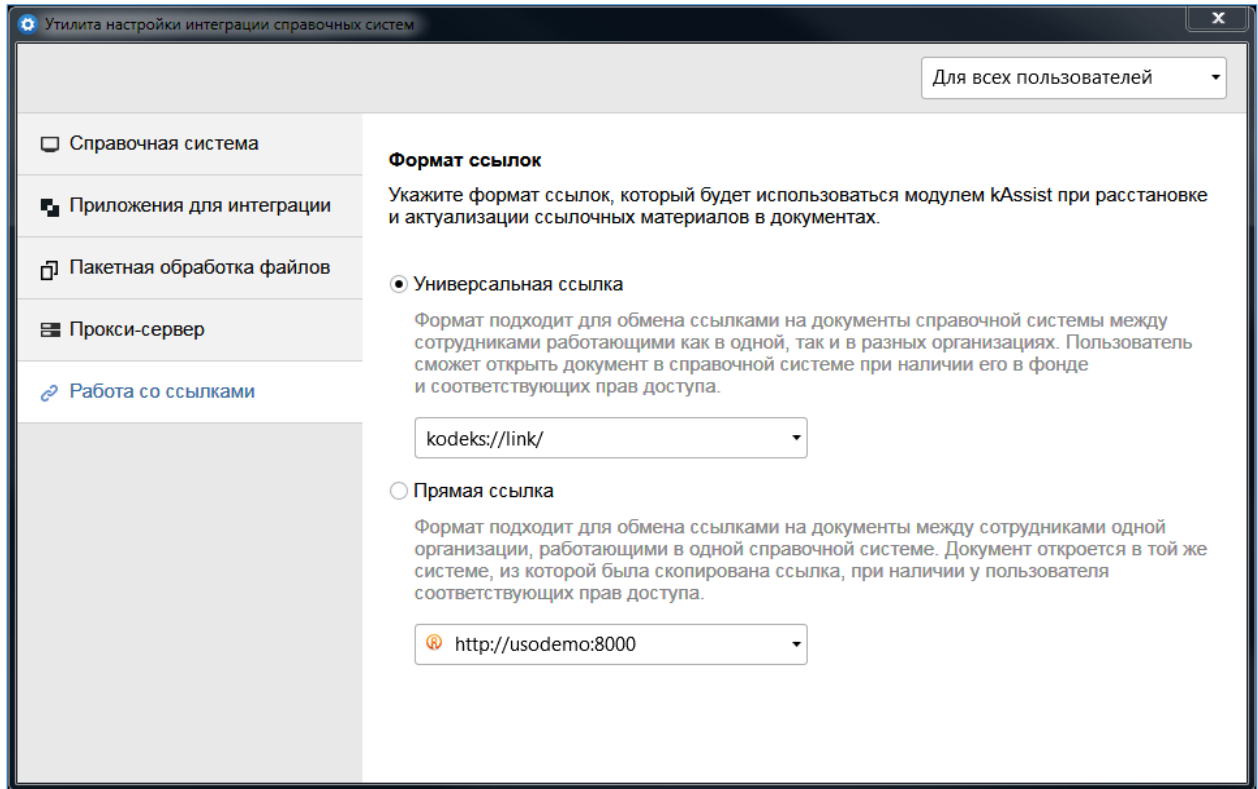 Утилита настройки интеграции справочных систем
x
Для всех пользователей
Справочная система
Приложения для интеграции
Пакетная обработка файлов
Прокси-сервер
Работа со ссылками
Формат ссылок
Укажите формат ссылок, который будет использоваться модулем kAssist при расстановке
и актуализации ссылочных материалов в документах.
Универсальная ссылка
Формат подходит для обмена ссылками на документы справочной системы между
сотрудниками работающими как в одной, так и в разных организациях. Пользователь
сможет открыть документ в справочной системе при наличии его в фонде
и соответствующих прав доступа.
kodeks://link/
Прямая ссылка
Формат подходит для обмена ссылками на документы между сотрудниками одной
организации, работающими в одной справочной системе. Документ откроется в той же
системе, из которой была скопирована ссылка, при наличии у пользователя
соответствующих прав доступа.
http://usodemo:8000